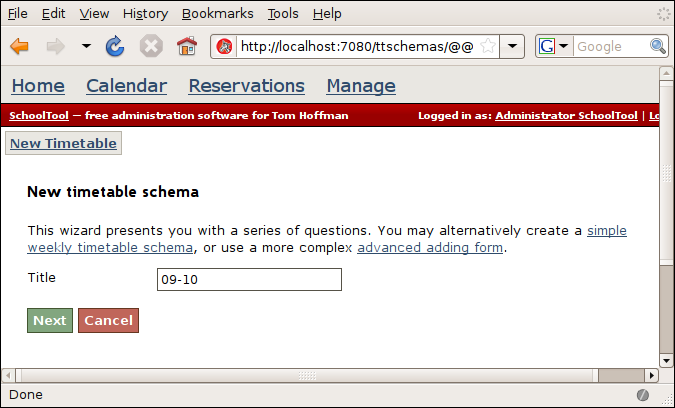 File Edit View History Bookmarks Tools Help
http://localhost:7080/ttschemas/@@ Google
Home Calendar Reservations Manage
SchoolTool — free administration software for Tom Hoffman Logged in as: Administrator SchoolTool | Lo
New Timetable
New timetable schema
This wizard presents you with a series of questions. You may alternatively create a simple
weekly timetable schema, or use a more complex advanced adding form.
Title 09-10
Next Cancel
Done